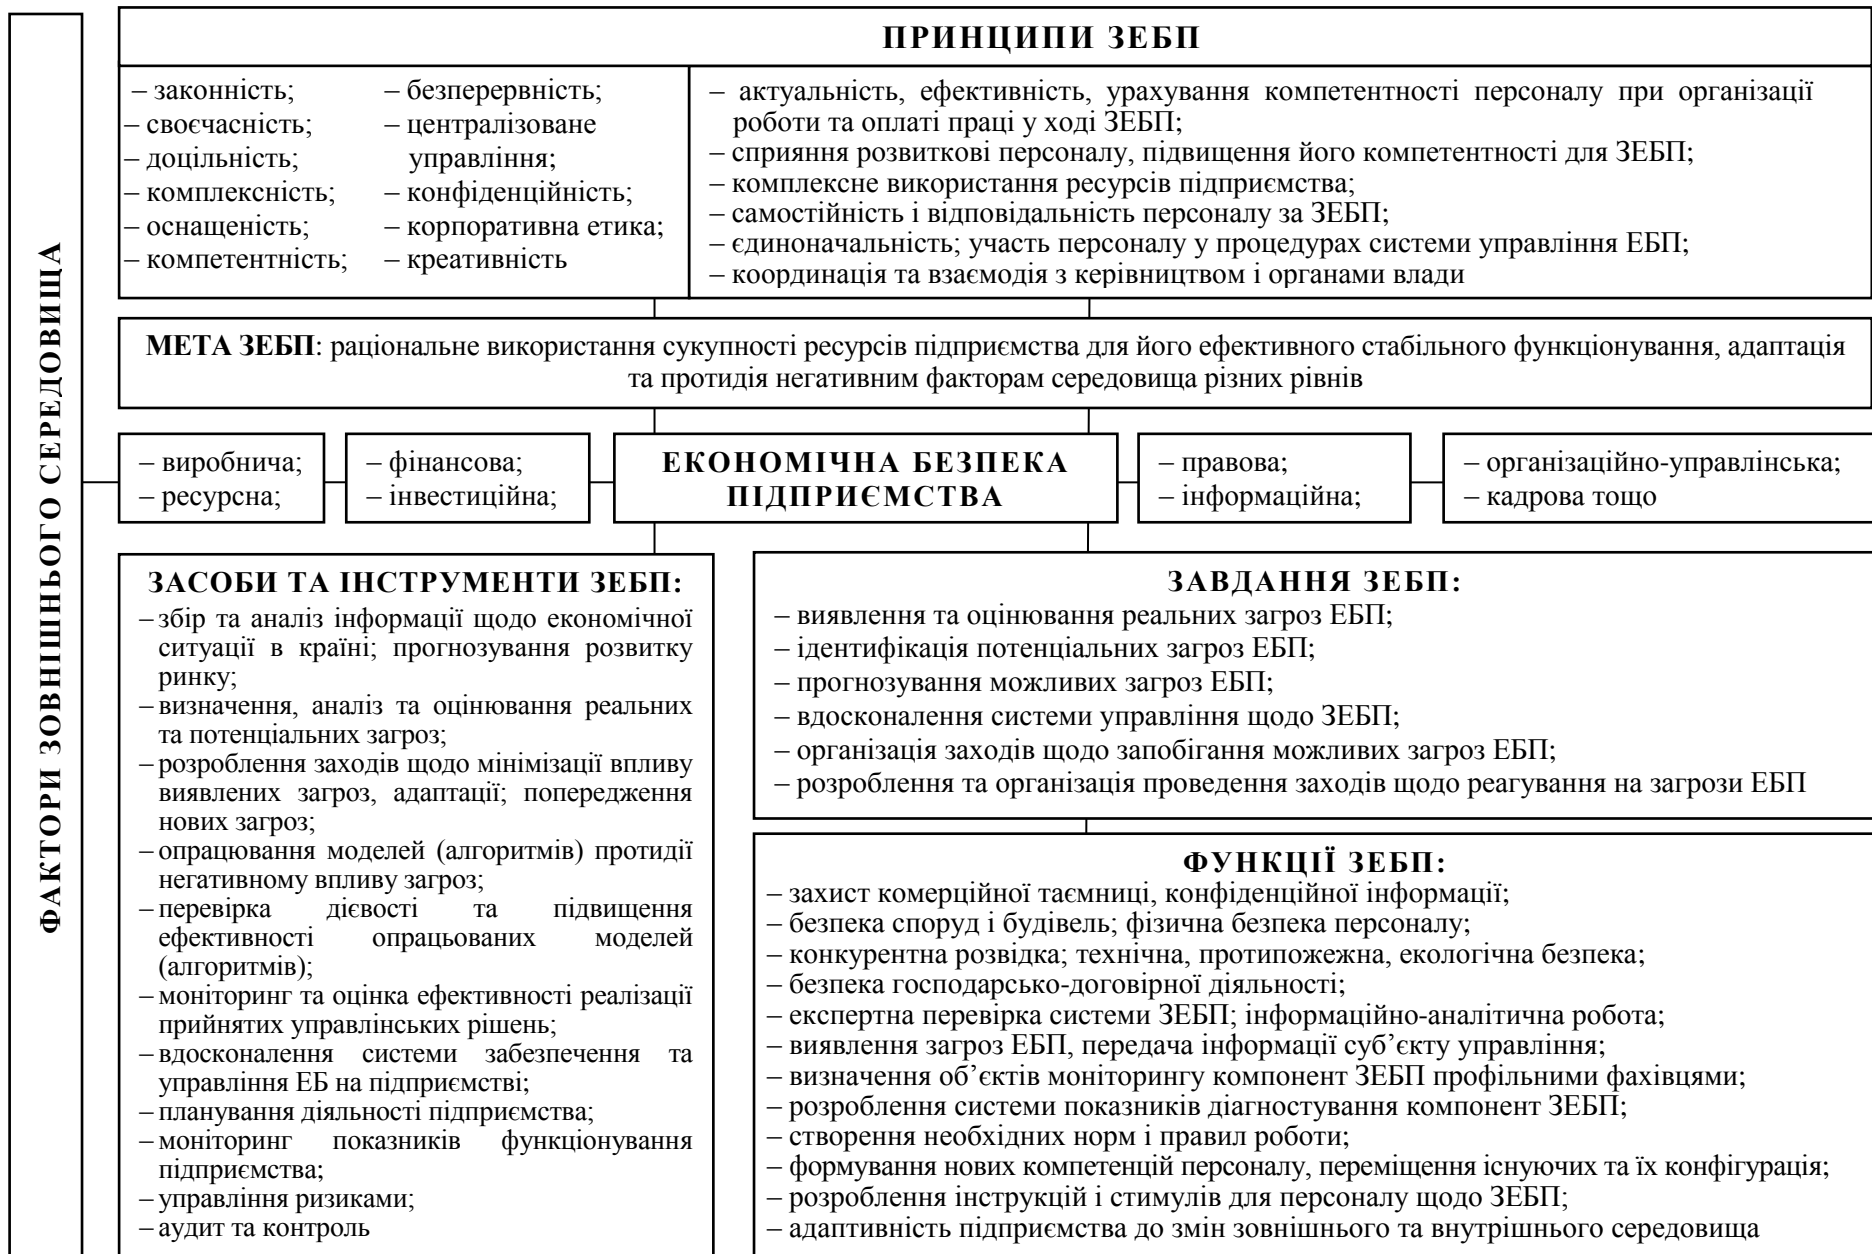 ФАКТОРИ ЗОВНІШНЬОГО СЕРЕДОВИЩА
ПРИНЦИПИ ЗЕБП
– законність;
– своєчасність;
– доцільність;
– комплексність;
– оснащеність;
– компетентність;
– безперервність;
– централізоване
управління;
– конфіденційність;
– корпоративна етика;
– креативність
– актуальність, ефективність, урахування компетентності персоналу при організації
роботи та оплаті праці у ході ЗЕБП;
– сприяння розвиткові персоналу, підвищення його компетентності для ЗЕБП;
– комплексне використання ресурсів підприємства;
– самостійність і відповідальність персоналу за ЗЕБП;
– єдиноначальність; участь персоналу у процедурах системи управління ЕБП;
– координація та взаємодія з керівництвом і органами влади
МЕТА ЗЕБП: раціональне використання сукупності ресурсів підприємства для його ефективного стабільного функціонування, адаптація
та протидія негативним факторам середовища різних рівнів
– виробнича;
– ресурсна;
– фінансова;
– інвестиційна;
ЕКОНОМІЧНА БЕЗПЕКА
ПІДПРИЄМСТВА
– правова;
– інформаційна;
– організаційно-управлінська;
– кадрова тощо
ЗАСОБИ ТА ІНСТРУМЕНТИ ЗЕБП:
– збір та аналіз інформації щодо економічної
ситуації в країні; прогнозування розвитку
ринку;
– визначення, аналіз та оцінювання реальних
та потенціальних загроз;
– розроблення заходів щодо мінімізації впливу
виявлених загроз, адаптації; попередження
нових загроз;
– опрацювання моделей (алгоритмів) протидії
негативному впливу загроз;
– перевірка дієвості та підвищення
ефективності опрацьованих моделей
(алгоритмів);
– моніторинг та оцінка ефективності реалізації
прийнятих управлінських рішень;
– вдосконалення системи забезпечення та
управління ЕБ на підприємстві;
– планування діяльності підприємства;
– моніторинг показників функціонування
підприємства;
– управління ризиками;
– аудит та контроль
ЗАВДАННЯ ЗЕБП:
– виявлення та оцінювання реальних загроз ЕБП;
– ідентифікація потенціальних загроз ЕБП;
– прогнозування можливих загроз ЕБП;
– вдосконалення системи управління щодо ЗЕБП;
– організація заходів щодо запобігання можливих загроз ЕБП;
– розроблення та організація проведення заходів щодо реагування на загрози ЕБП
ФУНКЦІЇ ЗЕБП:
– захист комерційної таємниці, конфіденційної інформації;
– безпека споруд і будівель; фізична безпека персоналу;
– конкурентна розвідка; технічна, протипожежна, екологічна безпека;
– безпека господарсько-договірної діяльності;
– експертна перевірка системи ЗЕБП; інформаційно-аналітична робота;
– виявлення загроз ЕБП, передача інформації суб’єкту управління;
– визначення об’єктів моніторингу компонент ЗЕБП профільними фахівцями;
– розроблення системи показників діагностування компонент ЗЕБП;
– створення необхідних норм і правил роботи;
– формування нових компетенцій персоналу, переміщення існуючих та їх конфігурація;
– розроблення інструкцій і стимулів для персоналу щодо ЗЕБП;
– адаптивність підприємства до змін зовнішнього та внутрішнього середовища